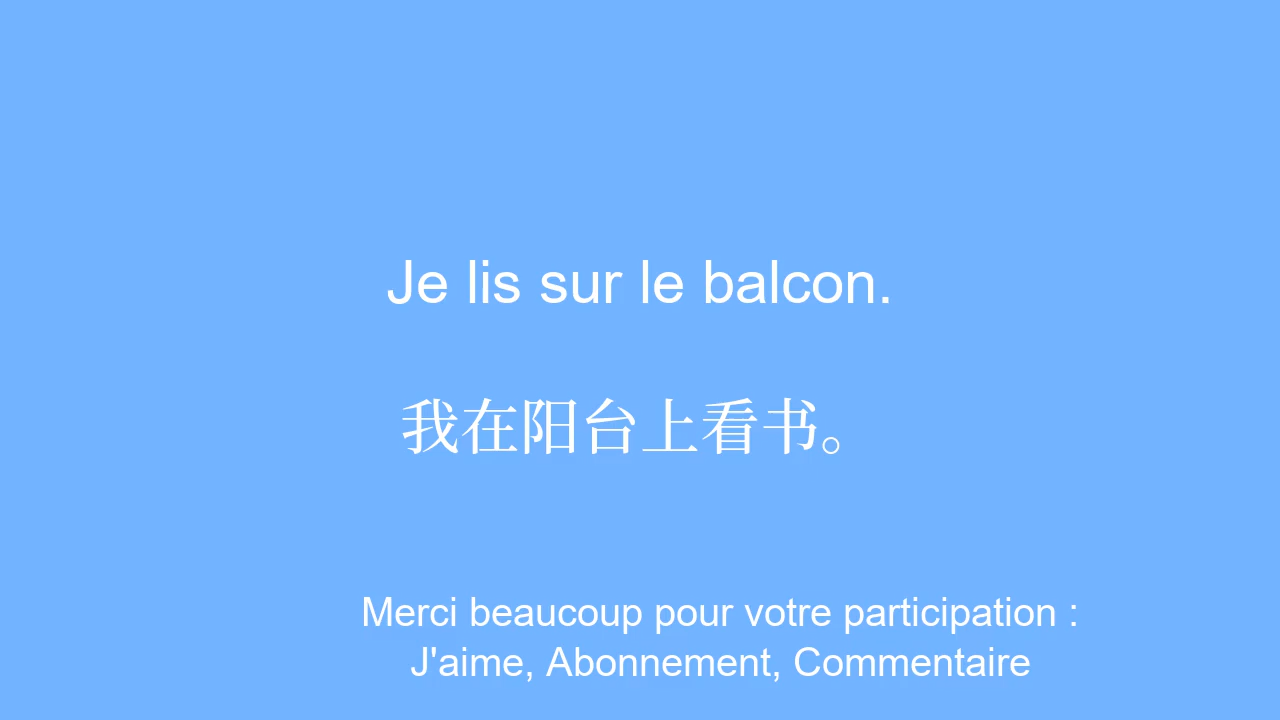 Je lis sur le balcon.
我在阳台上看书。
Merci beaucoup pour votre participation :
J'aime, Abonnement, Commentaire